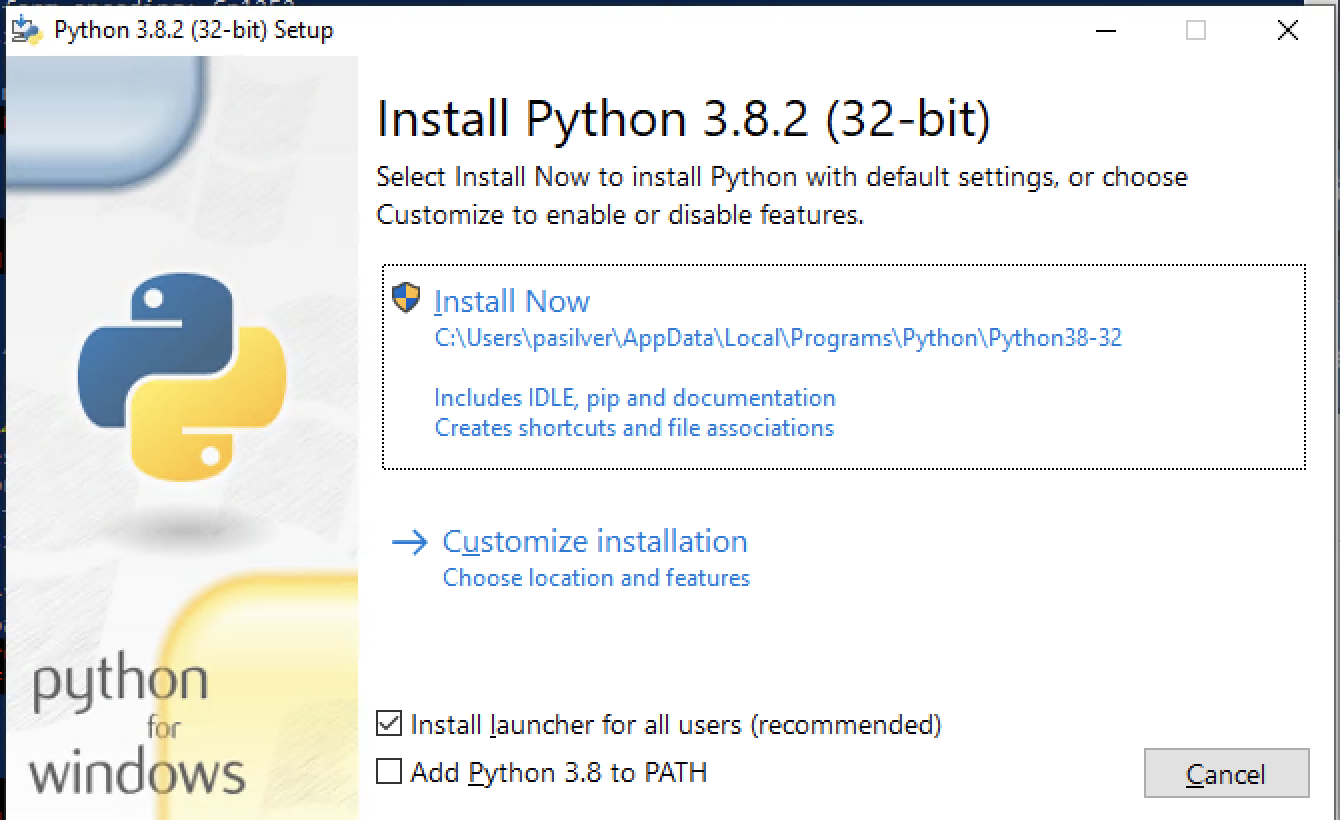 Python 3.8.2 (32-bit) Setup
Install Python 3.8.2 (32-bit)
Select Install Now to install Python with default settings, or choose
Customize to enable or disable features.
Install Now
C:\Users\pasilver\AppData\Local\Programs\Python\Python38-32
Includes IDLE, pip and documentation
Creates shortcuts and file associations
Customize installation
Choose location and features
python
for
windows
Install launcher for all users (recommended)
Add Python 3.8 to PATH
Cancel